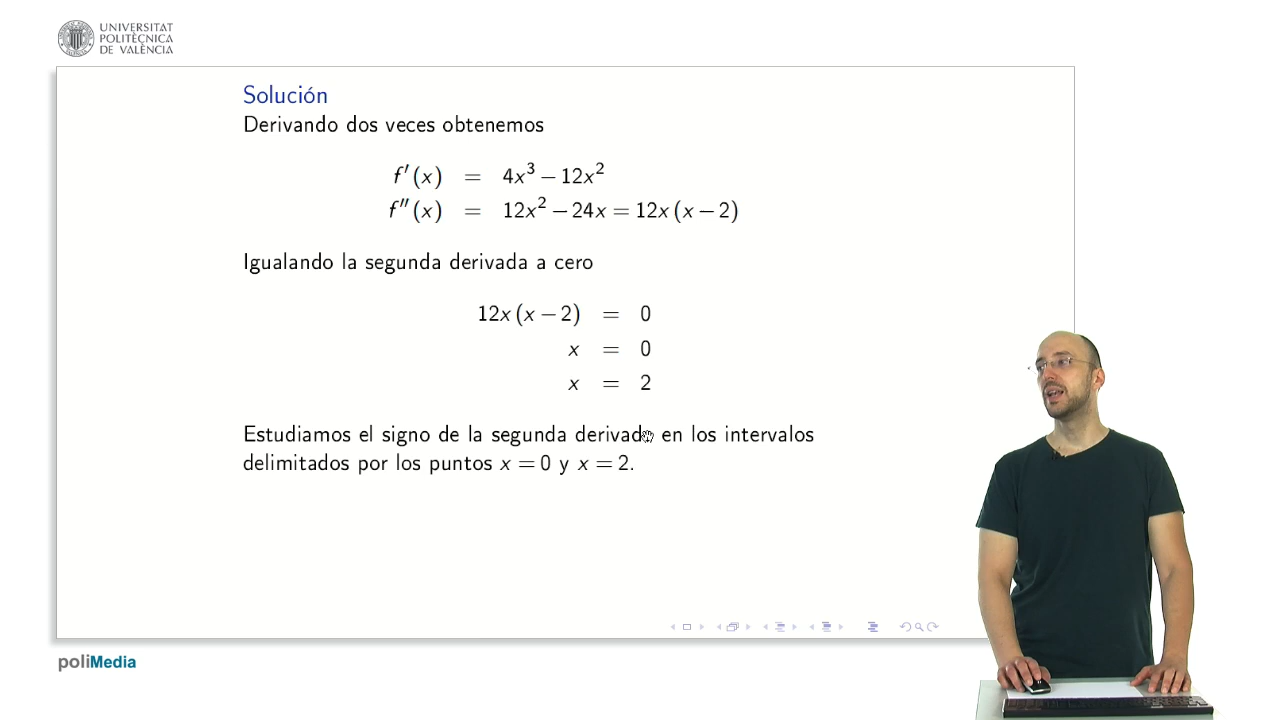 UNIVERSITAT
POLITÈCNICA
DE VALÈNCIA
Solución
Derivando dos veces obtenemos
f′(x) = 4x³ − 12x²
f″(x) = 12x² − 24x = 12x(x − 2)
Igualando la segunda derivada a cero
12x(x − 2) = 0
x = 0
x = 2
Estudiamos el signo de la segunda derivada en los intervalos
delimitados por los puntos x = 0 y x = 2.
poliMedia